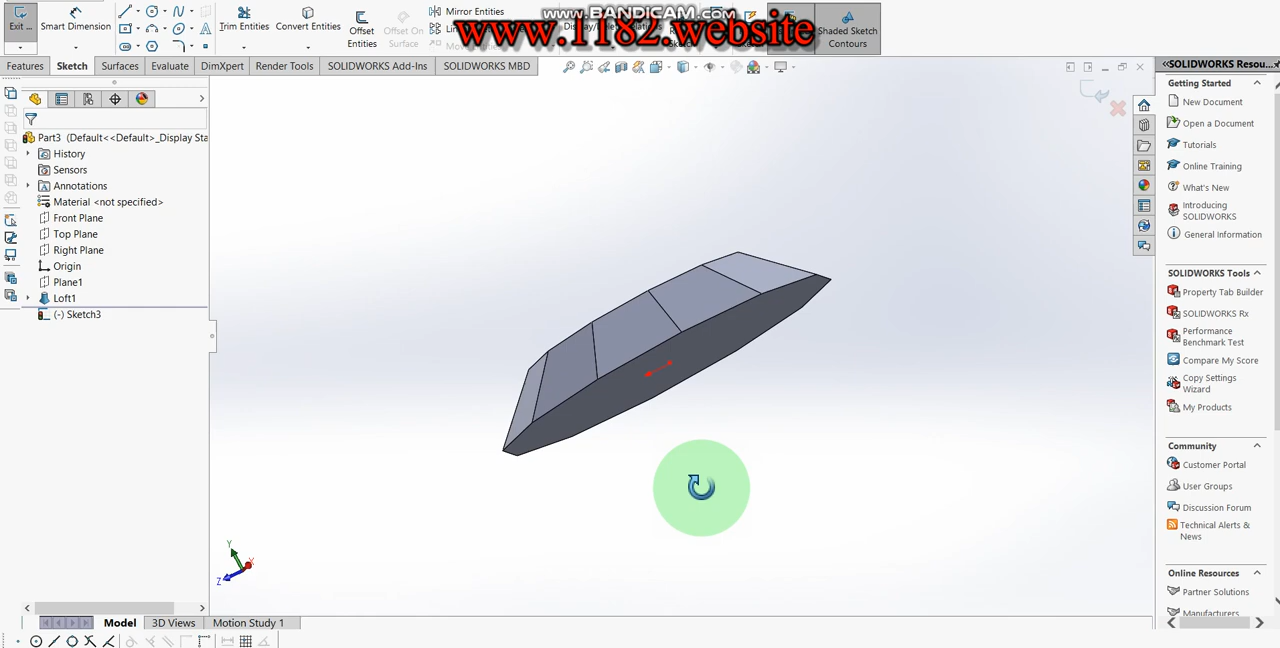 www.BANDICAM.com
www.1182.website
Exit ...
Smart Dimension
Trim Entities
Convert Entities
Offset
Entities
Offset On
Surface
Mirror Entities
Shaded Sketch
Contours
Features
Sketch
Surfaces
Evaluate
DimXpert
Render Tools
SOLIDWORKS Add-Ins
SOLIDWORKS MBD
Part3 (Default<<Default>_Display Sta
History
Sensors
Annotations
Material <not specified>
Front Plane
Top Plane
Right Plane
Origin
Plane1
Loft1
(-) Sketch3
Y
X
Z
Model
3D Views
Motion Study 1
SOLIDWORKS Resou...
Getting Started
New Document
Open a Document
Tutorials
Online Training
What's New
Introducing
SOLIDWORKS
General Information
SOLIDWORKS Tools
Property Tab Builder
SOLIDWORKS Rx
Performance
Benchmark Test
Compare My Score
Copy Settings
Wizard
My Products
Community
Customer Portal
User Groups
Discussion Forum
Technical Alerts &
News
Online Resources
Partner Solutions
Manufacturers